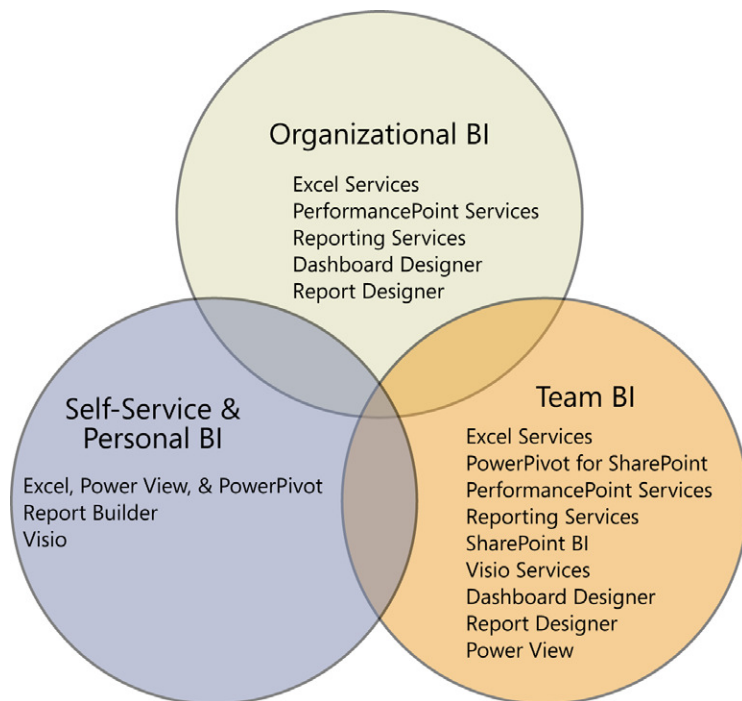 Organizational BI
Excel Services
PerformancePoint Services
Reporting Services
Dashboard Designer
Report Designer
Self-Service &
Personal BI
Excel, Power View, & PowerPivot
Report Builder
Visio
Team BI
Excel Services
PowerPivot for SharePoint
PerformancePoint Services
Reporting Services
SharePoint BI
Visio Services
Dashboard Designer
Report Designer
Power View